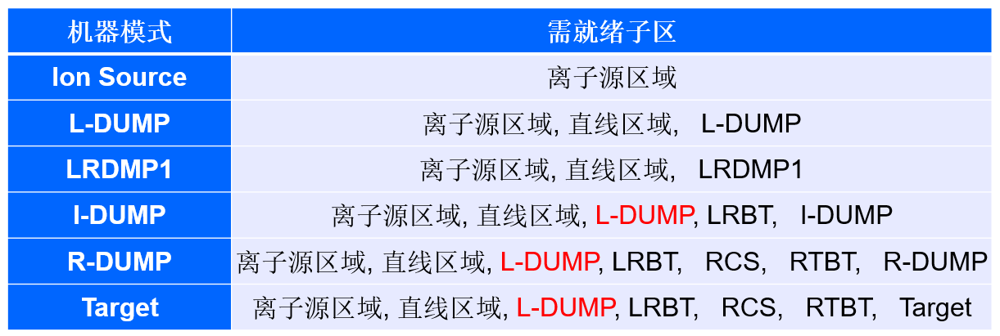 机器模式 需就绪子区
Ion Source 离子源区域
L-DUMP 离子源区域, 直线区域, L-DUMP
LRDMP1 离子源区域, 直线区域, LRDMP1
I-DUMP 离子源区域, 直线区域, L-DUMP, LRBT, I-DUMP
R-DUMP 离子源区域, 直线区域, L-DUMP, LRBT, RCS, RTBT, R-DUMP
Target 离子源区域, 直线区域, L-DUMP, LRBT, RCS, RTBT, Target